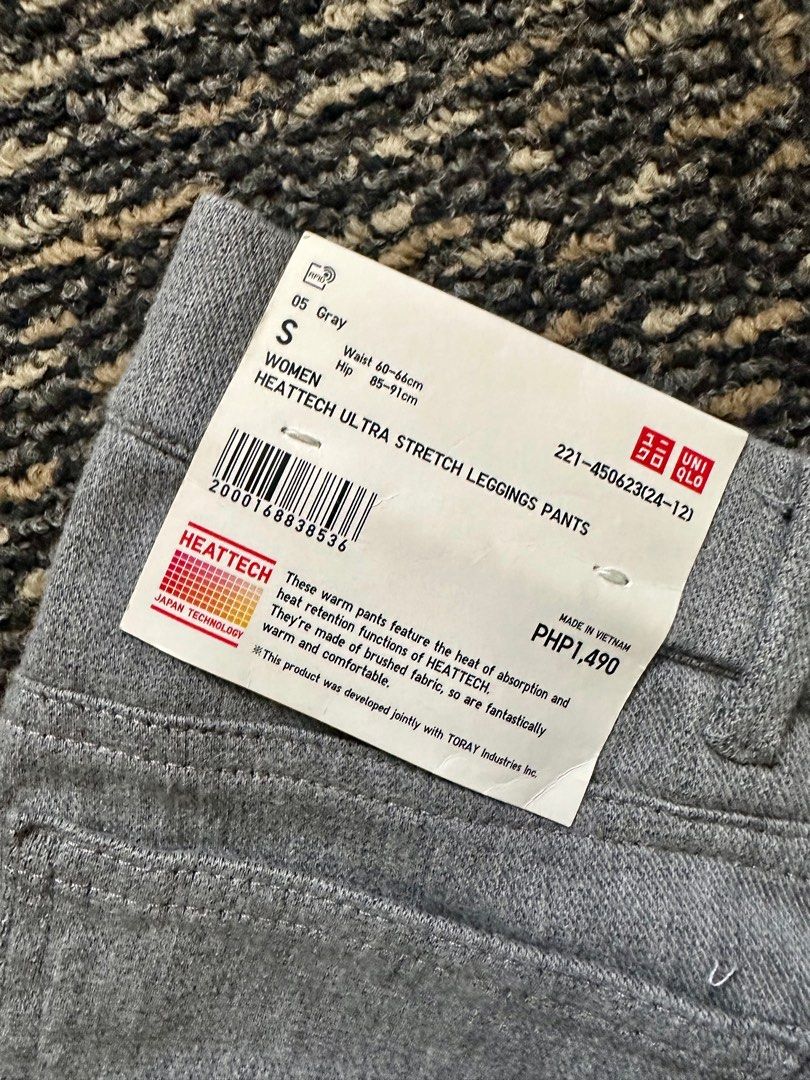 RFID
05 Gray
S
Waist 60-66cm
Hip 85-91cm
WOMEN
HEATTECH ULTRA STRETCH LEGGINGS PANTS
221-450623(24-12)
ユニ
クロ
UNI
QLO
2000168838536
HEATTECH
JAPAN TECHNOLOGY
These warm pants feature the heat of absorption and
heat retention functions of HEATTECH.
They're made of brushed fabric, so are fantastically
warm and comfortable.
※This product was developed jointly with TORAY Industries Inc.
MADE IN VIETNAM
PHP1,490